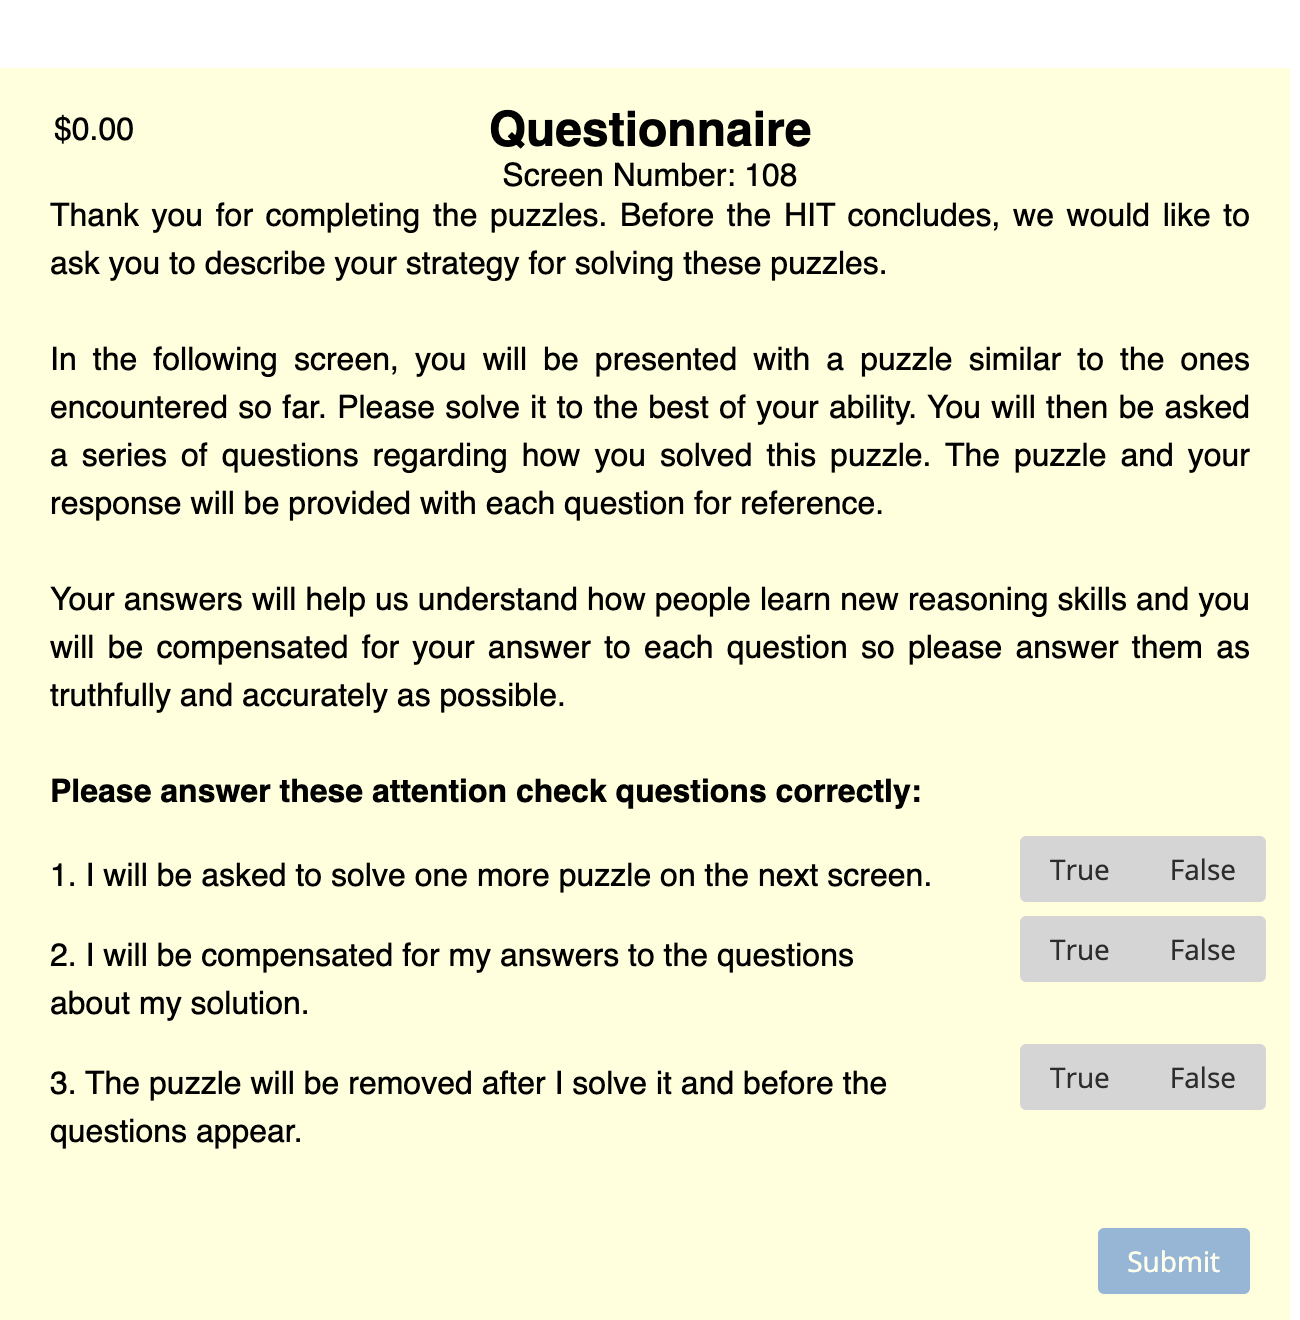 $0.00
Questionnaire
Screen Number: 108
Thank you for completing the puzzles. Before the HIT concludes, we would like to
ask you to describe your strategy for solving these puzzles.
In the following screen, you will be presented with a puzzle similar to the ones
encountered so far. Please solve it to the best of your ability. You will then be asked
a series of questions regarding how you solved this puzzle. The puzzle and your
response will be provided with each question for reference.
Your answers will help us understand how people learn new reasoning skills and you
will be compensated for your answer to each question so please answer them as
truthfully and accurately as possible.
Please answer these attention check questions correctly:
1. I will be asked to solve one more puzzle on the next screen.
True False
2. I will be compensated for my answers to the questions
about my solution.
True False
3. The puzzle will be removed after I solve it and before the
questions appear.
True False
Submit